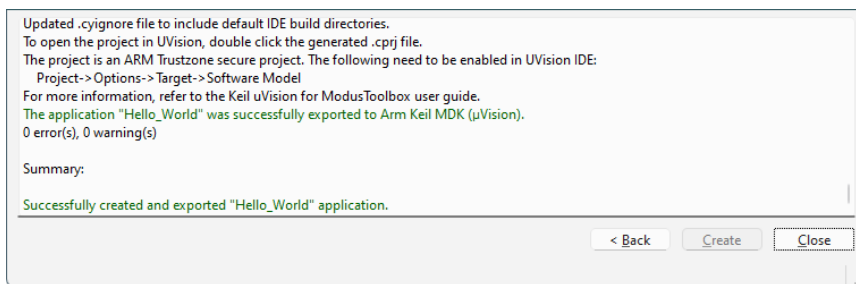 Updated .cyignore file to include default IDE build directories.
To open the project in UVision, double click the generated .cprj file.
The project is an ARM Trustzone secure project. The following need to be enabled in UVision IDE:
Project->Options->Target->Software Model
For more information, refer to the Keil uVision for ModusToolbox user guide.
The application "Hello_World" was successfully exported to Arm Keil MDK (µVision).
0 error(s), 0 warning(s)
Summary:
Successfully created and exported "Hello_World" application.
< Back Create Close